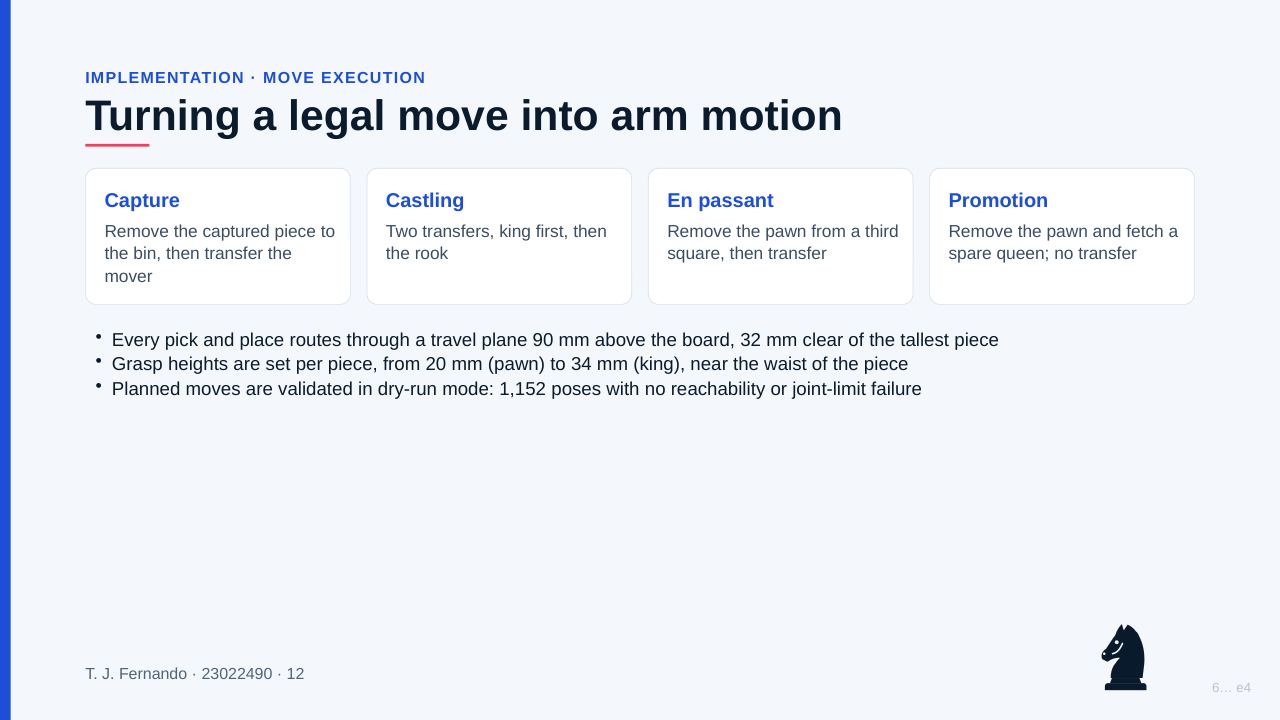 IMPLEMENTATION · MOVE EXECUTION
Turning a legal move into arm motion
Capture
Remove the captured piece to
the bin, then transfer the
mover
Castling
Two transfers, king first, then
the rook
En passant
Remove the pawn from a third
square, then transfer
Promotion
Remove the pawn and fetch a
spare queen; no transfer
• Every pick and place routes through a travel plane 90 mm above the board, 32 mm clear of the tallest piece
• Grasp heights are set per piece, from 20 mm (pawn) to 34 mm (king), near the waist of the piece
• Planned moves are validated in dry-run mode: 1,152 poses with no reachability or joint-limit failure
T. J. Fernando · 23022490 · 12
6… e4